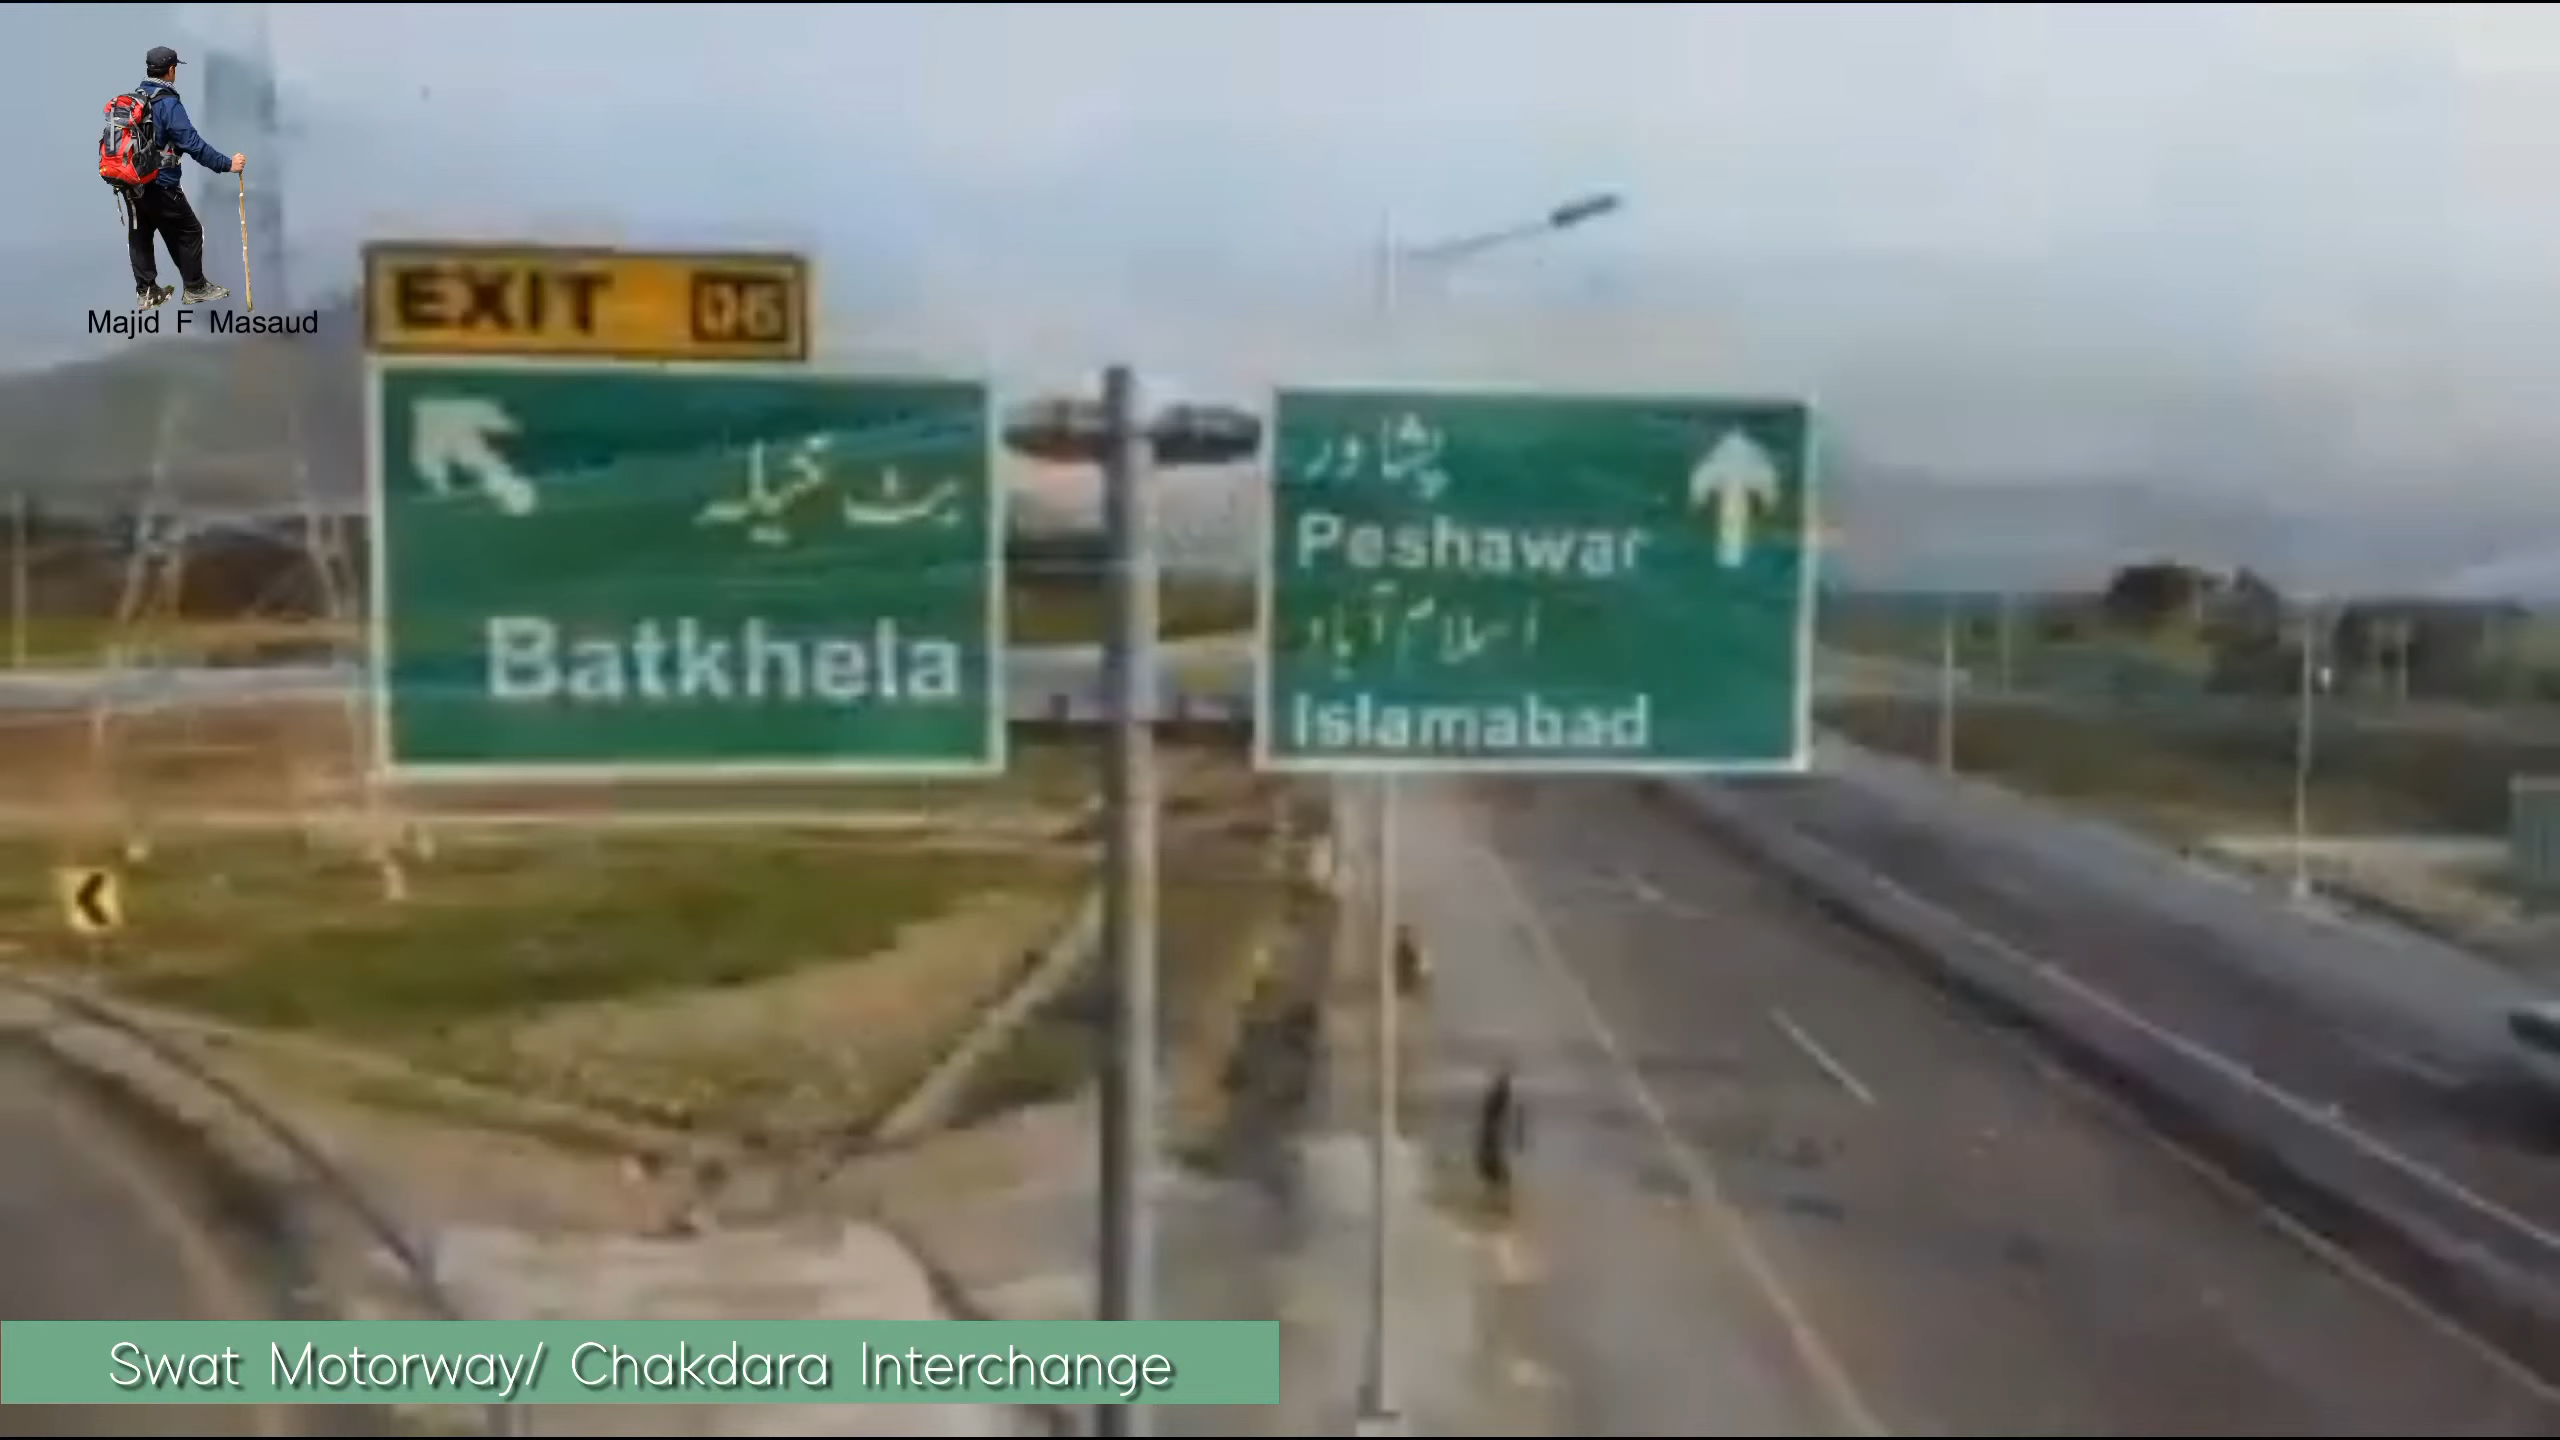 Majid F Masaud
EXIT 06
بٹ خیلہ
Batkhela
پشاور
Peshawar
اسلام آباد
Islamabad
Swat Motorway/ Chakdara Interchange